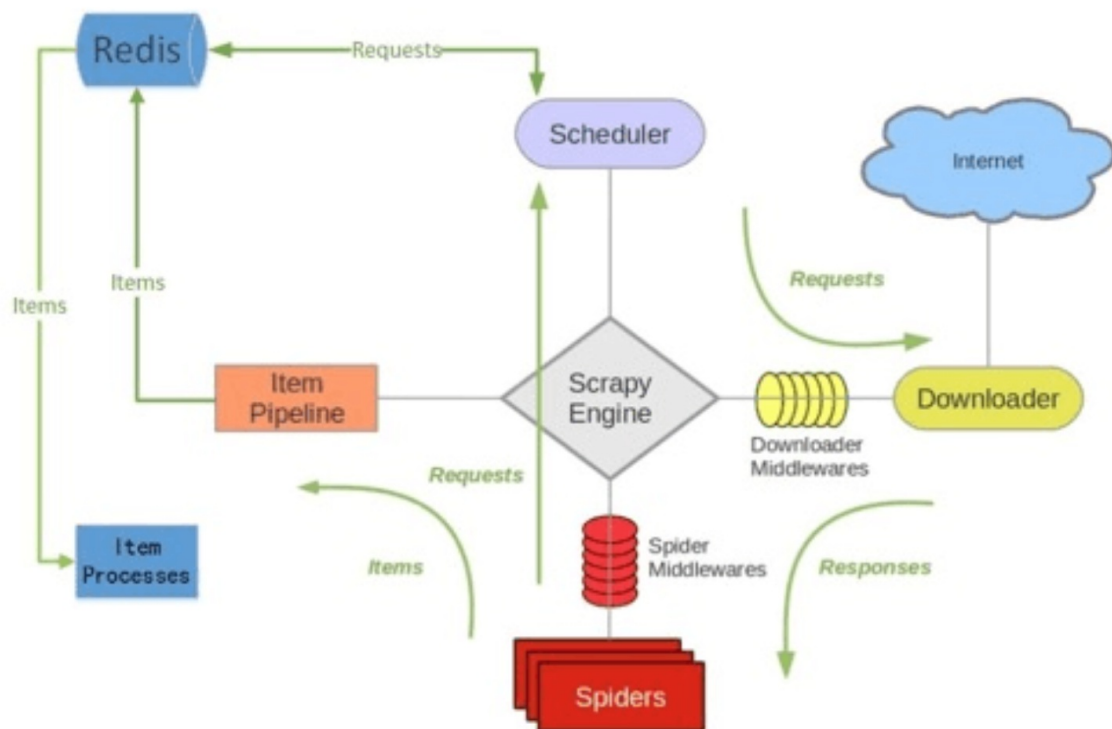 Redis
Requests
Scheduler
Internet
Requests
Items
Items
Item
Pipeline
Scrapy
Engine
Downloader
Downloader
Middlewares
Requests
Item
Processes
Items
Spider
Middlewares
Responses
Spiders